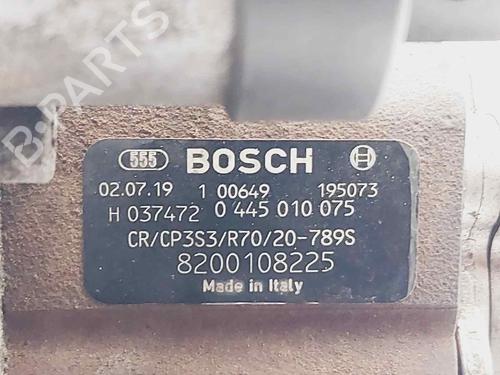 B-PARTS
555 BOSCH
02.07.19 1 00649 195073
H 037472 0 445 010 075
CR/CP3S3/R70/20-789S
8200108225
Made in Italy